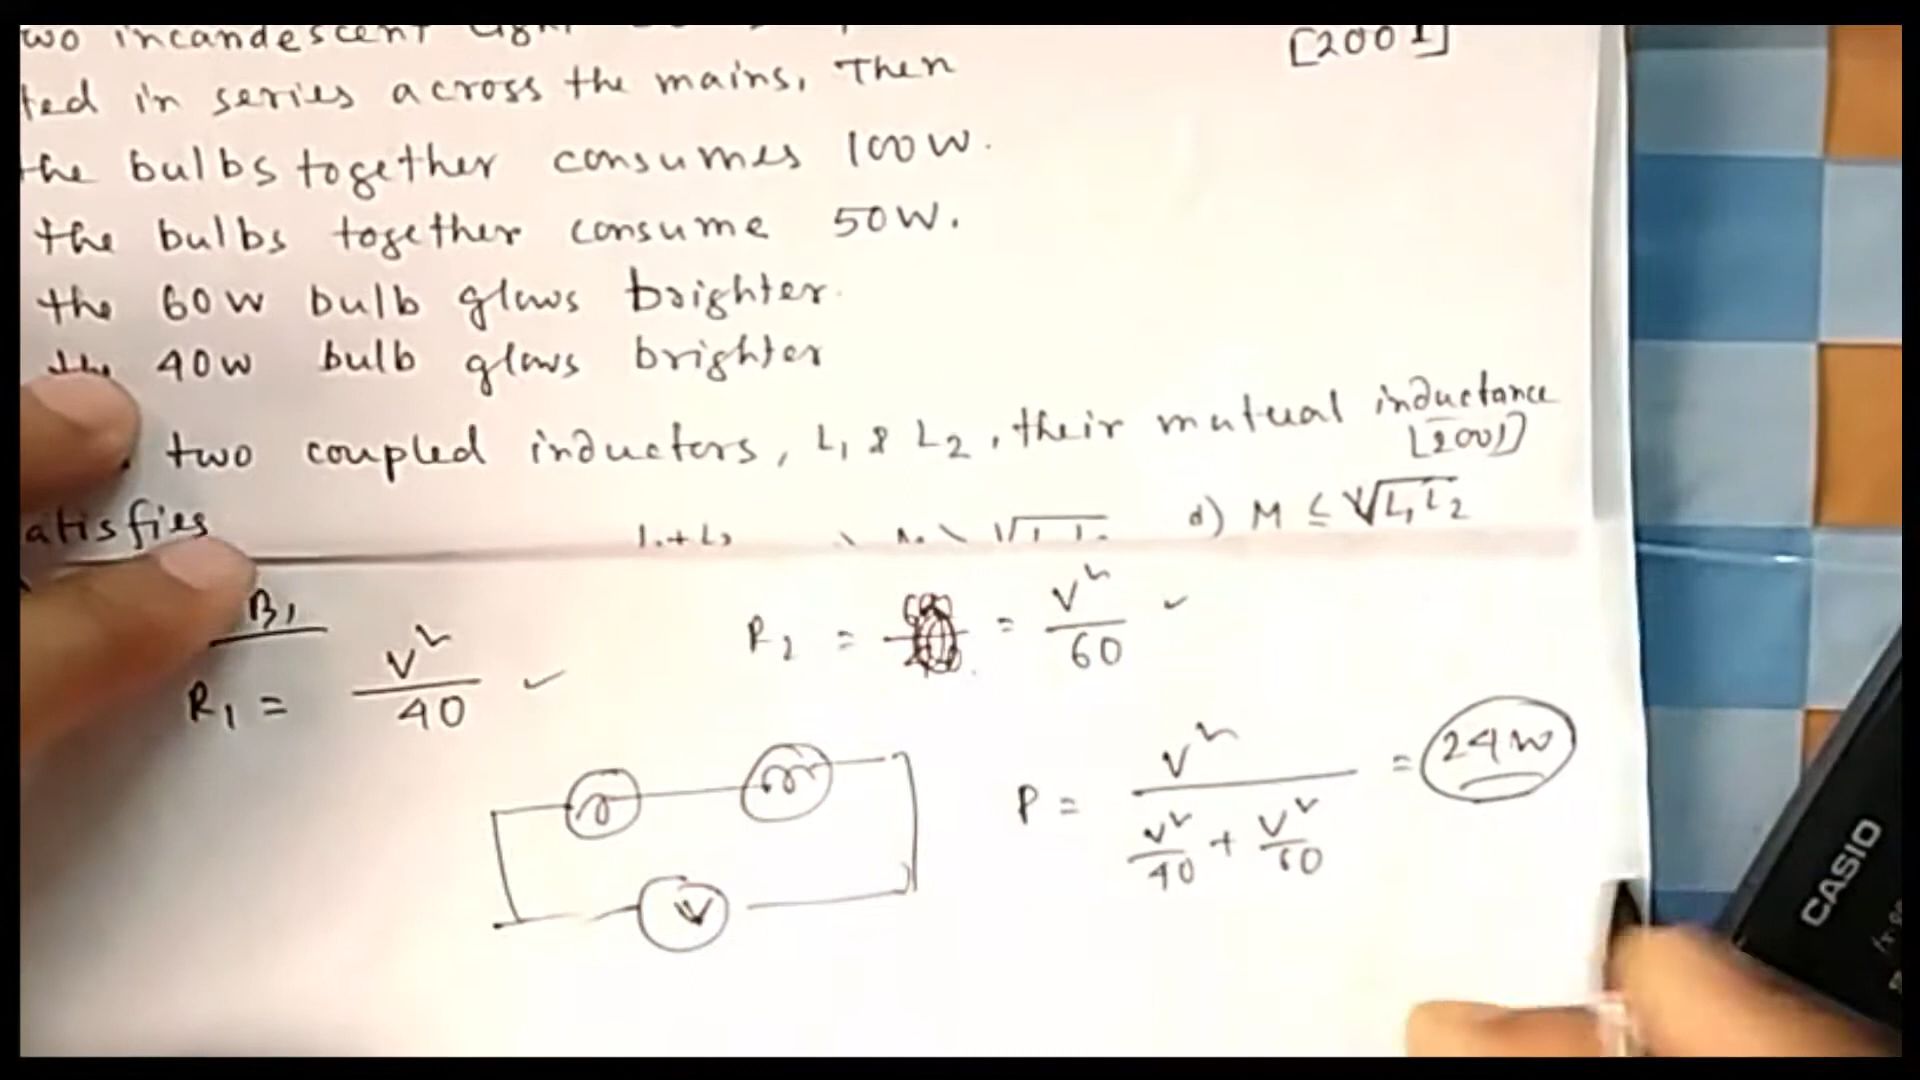 wo incandescent light
[2001]
ted in series across the mains, Then
the bulbs together consumes 100W.
the bulbs together consume 50W.
the 60W bulb glows brighter.
the 40W bulb glows brighter
two coupled inductors, L1 & L2, their mutual inductance
[2001]
atisfies
d) M ≤ √L1L2
B1
R1 = V²/40 ✓
R2 = = V²/60 ✓
V
P = V²/(V²/40 + V²/60) = 24W
CASIO